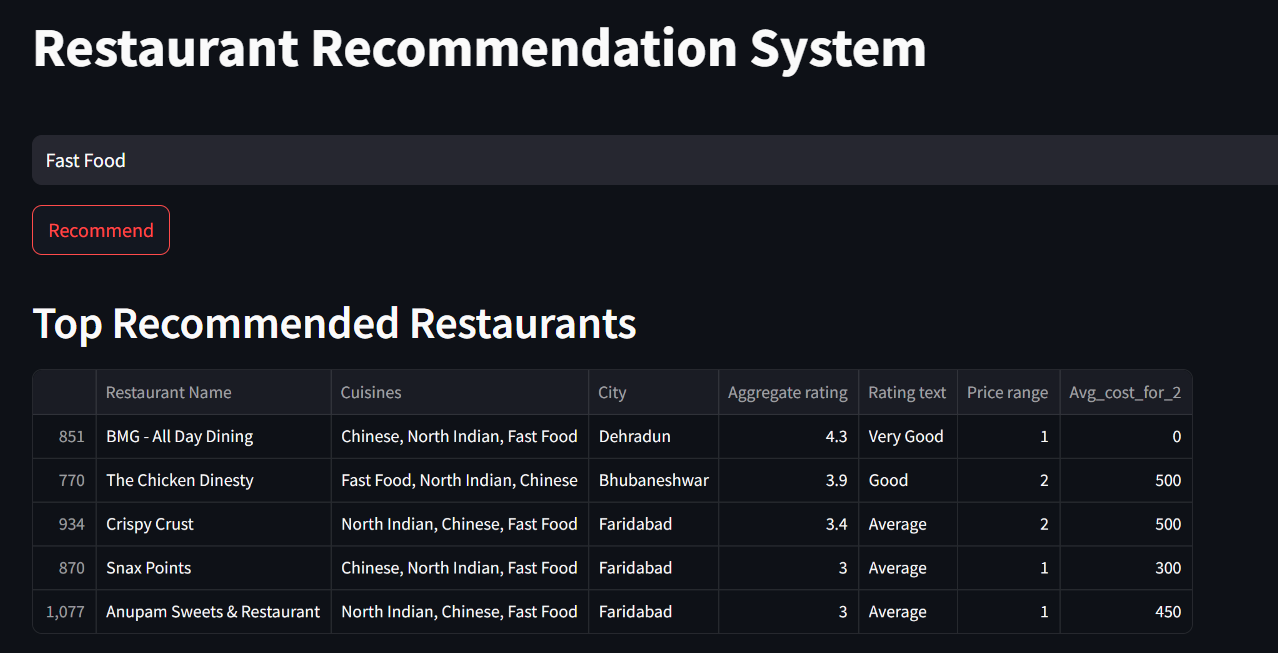 Restaurant Recommendation System
Fast Food
Recommend
Top Recommended Restaurants
Restaurant Name Cuisines City Aggregate rating Rating text Price range Avg_cost_for_2
851 BMG - All Day Dining Chinese, North Indian, Fast Food Dehradun 4.3 Very Good 1 0
770 The Chicken Dinesty Fast Food, North Indian, Chinese Bhubaneshwar 3.9 Good 2 500
934 Crispy Crust North Indian, Chinese, Fast Food Faridabad 3.4 Average 2 500
870 Snax Points Chinese, North Indian, Fast Food Faridabad 3 Average 1 300
1,077 Anupam Sweets & Restaurant North Indian, Chinese, Fast Food Faridabad 3 Average 1 450